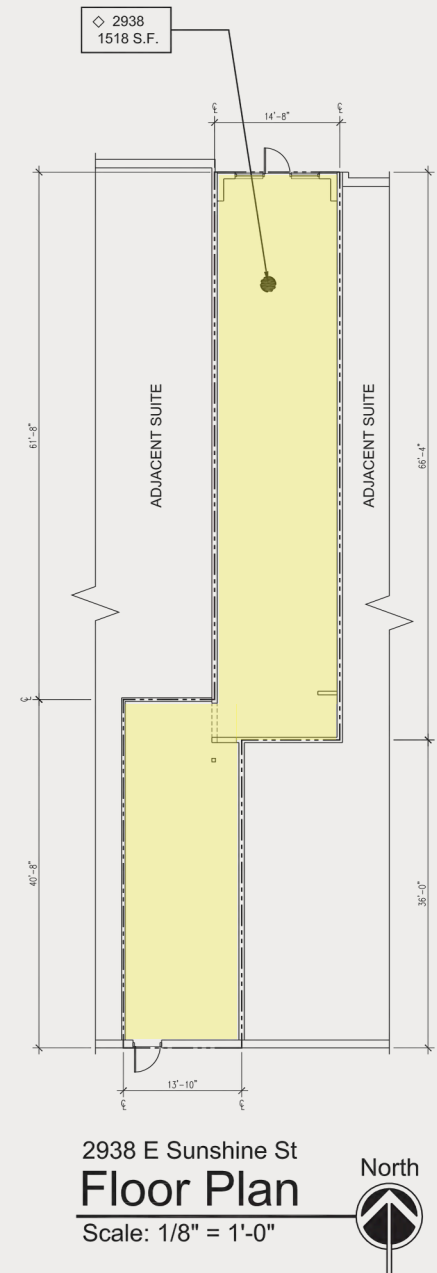 ◇ 2938
1518 S.F.
℄
℄
14'-8"
61'-8"
ADJACENT SUITE
ADJACENT SUITE
66'-4"
℄
40'-8"
36'-0"
13'-10"
℄
℄
2938 E Sunshine St
Floor Plan
Scale: 1/8" = 1'-0"
North